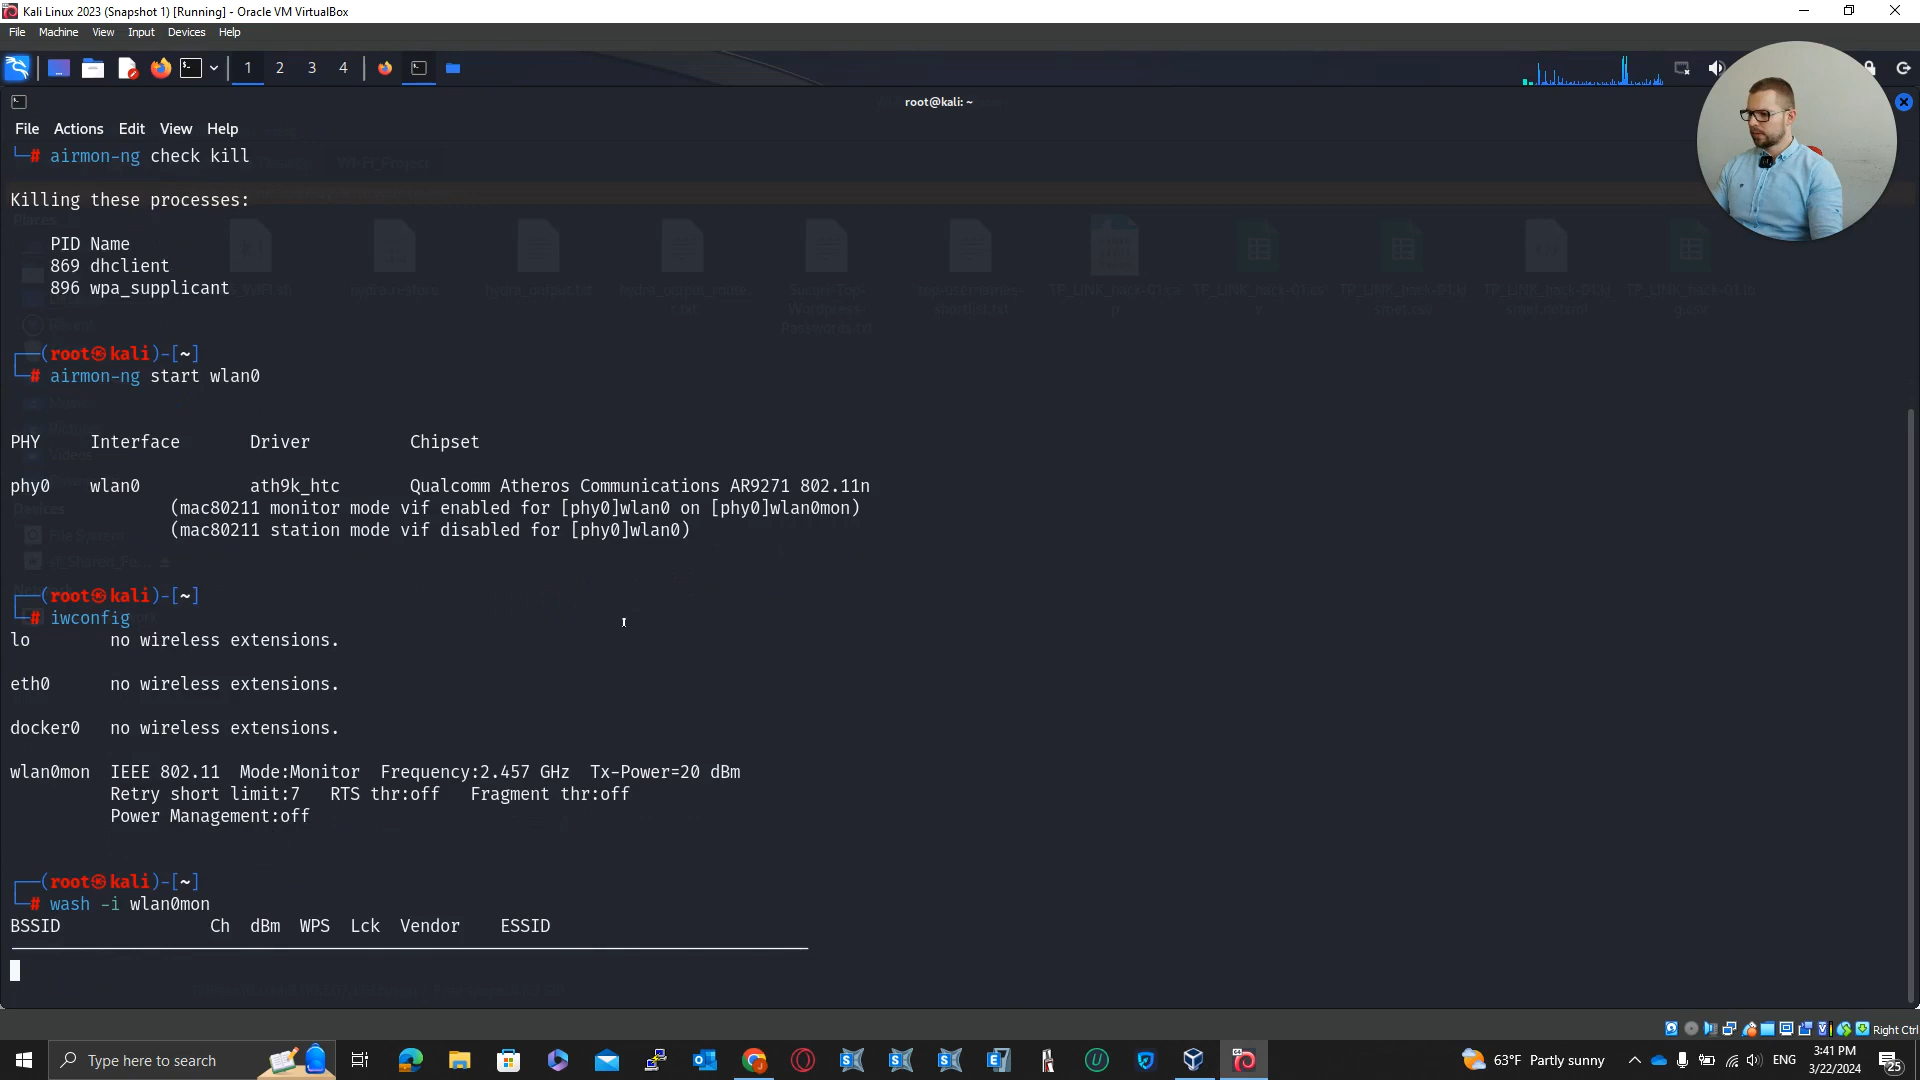 Kali Linux 2023 (Snapshot 1) [Running] - Oracle VM VirtualBox
File Machine View Input Devices Help
1 2 3 4
root@kali: ~
File Actions Edit View Help
└─# airmon-ng check kill
Killing these processes:
PID Name
869 dhclient
896 wpa_supplicant
┌──(root㉿kali)-[~]
└─# airmon-ng start wlan0
PHY Interface Driver Chipset
phy0 wlan0 ath9k_htc Qualcomm Atheros Communications AR9271 802.11n
(mac80211 monitor mode vif enabled for [phy0]wlan0 on [phy0]wlan0mon)
(mac80211 station mode vif disabled for [phy0]wlan0)
┌──(root㉿kali)-[~]
└─# iwconfig
lo no wireless extensions.
eth0 no wireless extensions.
docker0 no wireless extensions.
wlan0mon IEEE 802.11 Mode:Monitor Frequency:2.457 GHz Tx-Power=20 dBm
Retry short limit:7 RTS thr:off Fragment thr:off
Power Management:off
┌──(root㉿kali)-[~]
└─# wash -i wlan0mon
BSSID Ch dBm WPS Lck Vendor ESSID
Right Ctrl
Type here to search
63°F Partly sunny
ENG
3:41 PM
3/22/2024
25